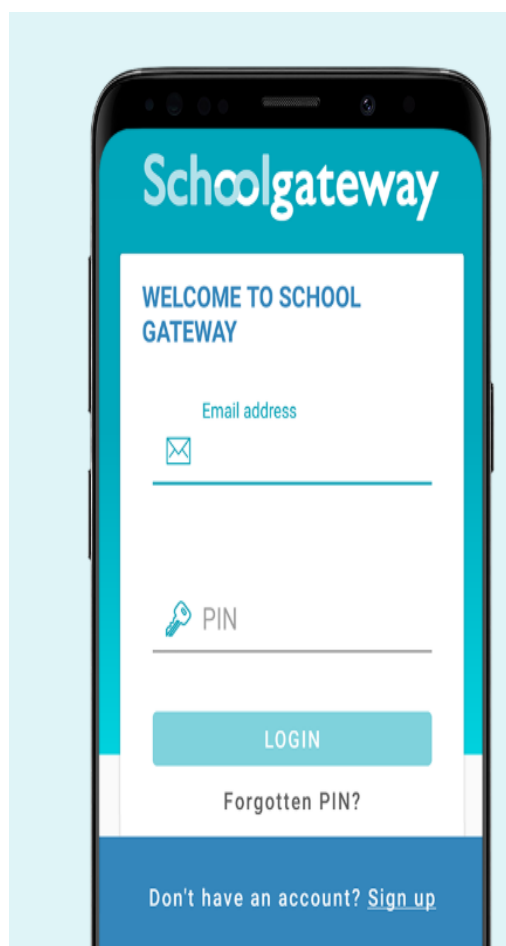 Schoolgateway
WELCOME TO SCHOOL
GATEWAY
Email address
PIN
LOGIN
Forgotten PIN?
Don't have an account? Sign up